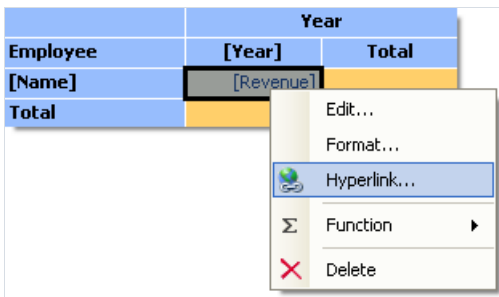 Year
Employee [Year] Total
[Name] [Revenue]
Total
Edit...
Format...
Hyperlink...
Σ Function
Delete